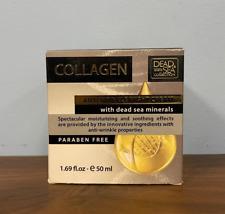 COLLAGEN
DEAD
SEA
COLLECTION
with dead sea minerals
Spectacular moisturizing and soothing effects
are provided by the innovative ingredients with
anti-wrinkle properties
PARABEN FREE
1.69 fl.oz- e 50 ml